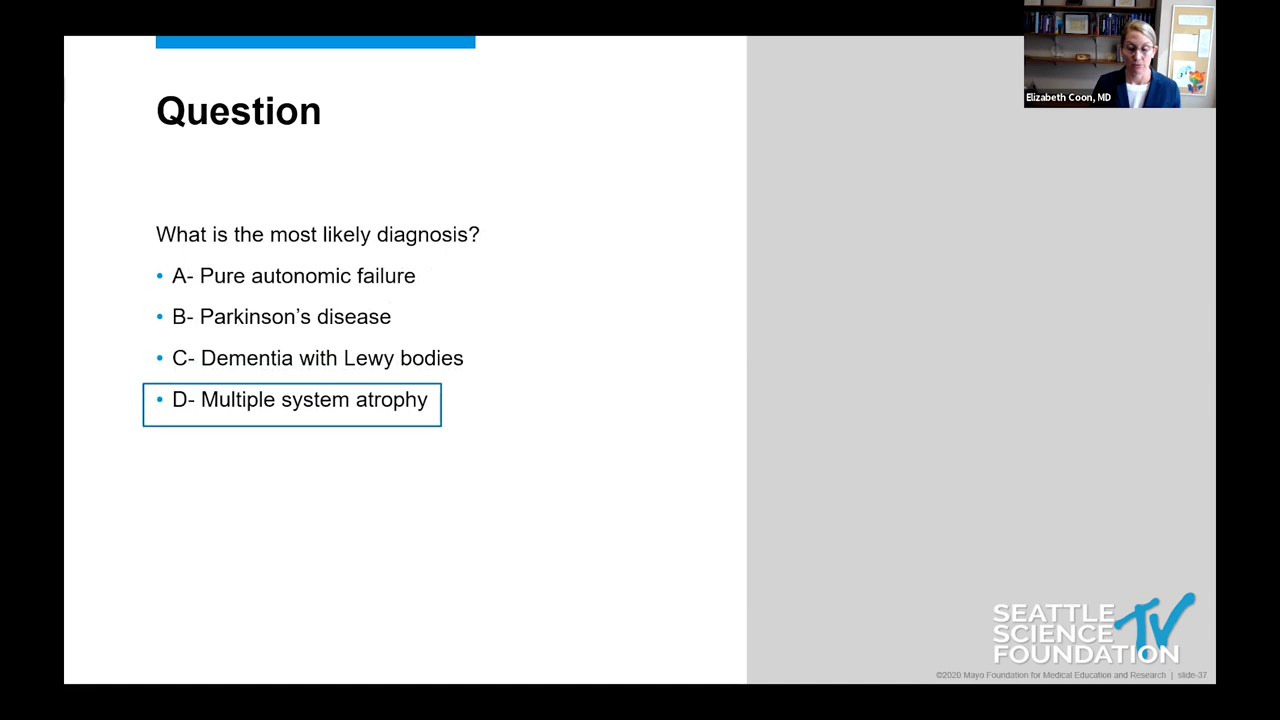 Elizabeth Coon, MD
Question
What is the most likely diagnosis?
• A- Pure autonomic failure
• B- Parkinson’s disease
• C- Dementia with Lewy bodies
• D- Multiple system atrophy
SEATTLE
SCIENCE
FOUNDATION
TV
©2020 Mayo Foundation for Medical Education and Research | slide-37